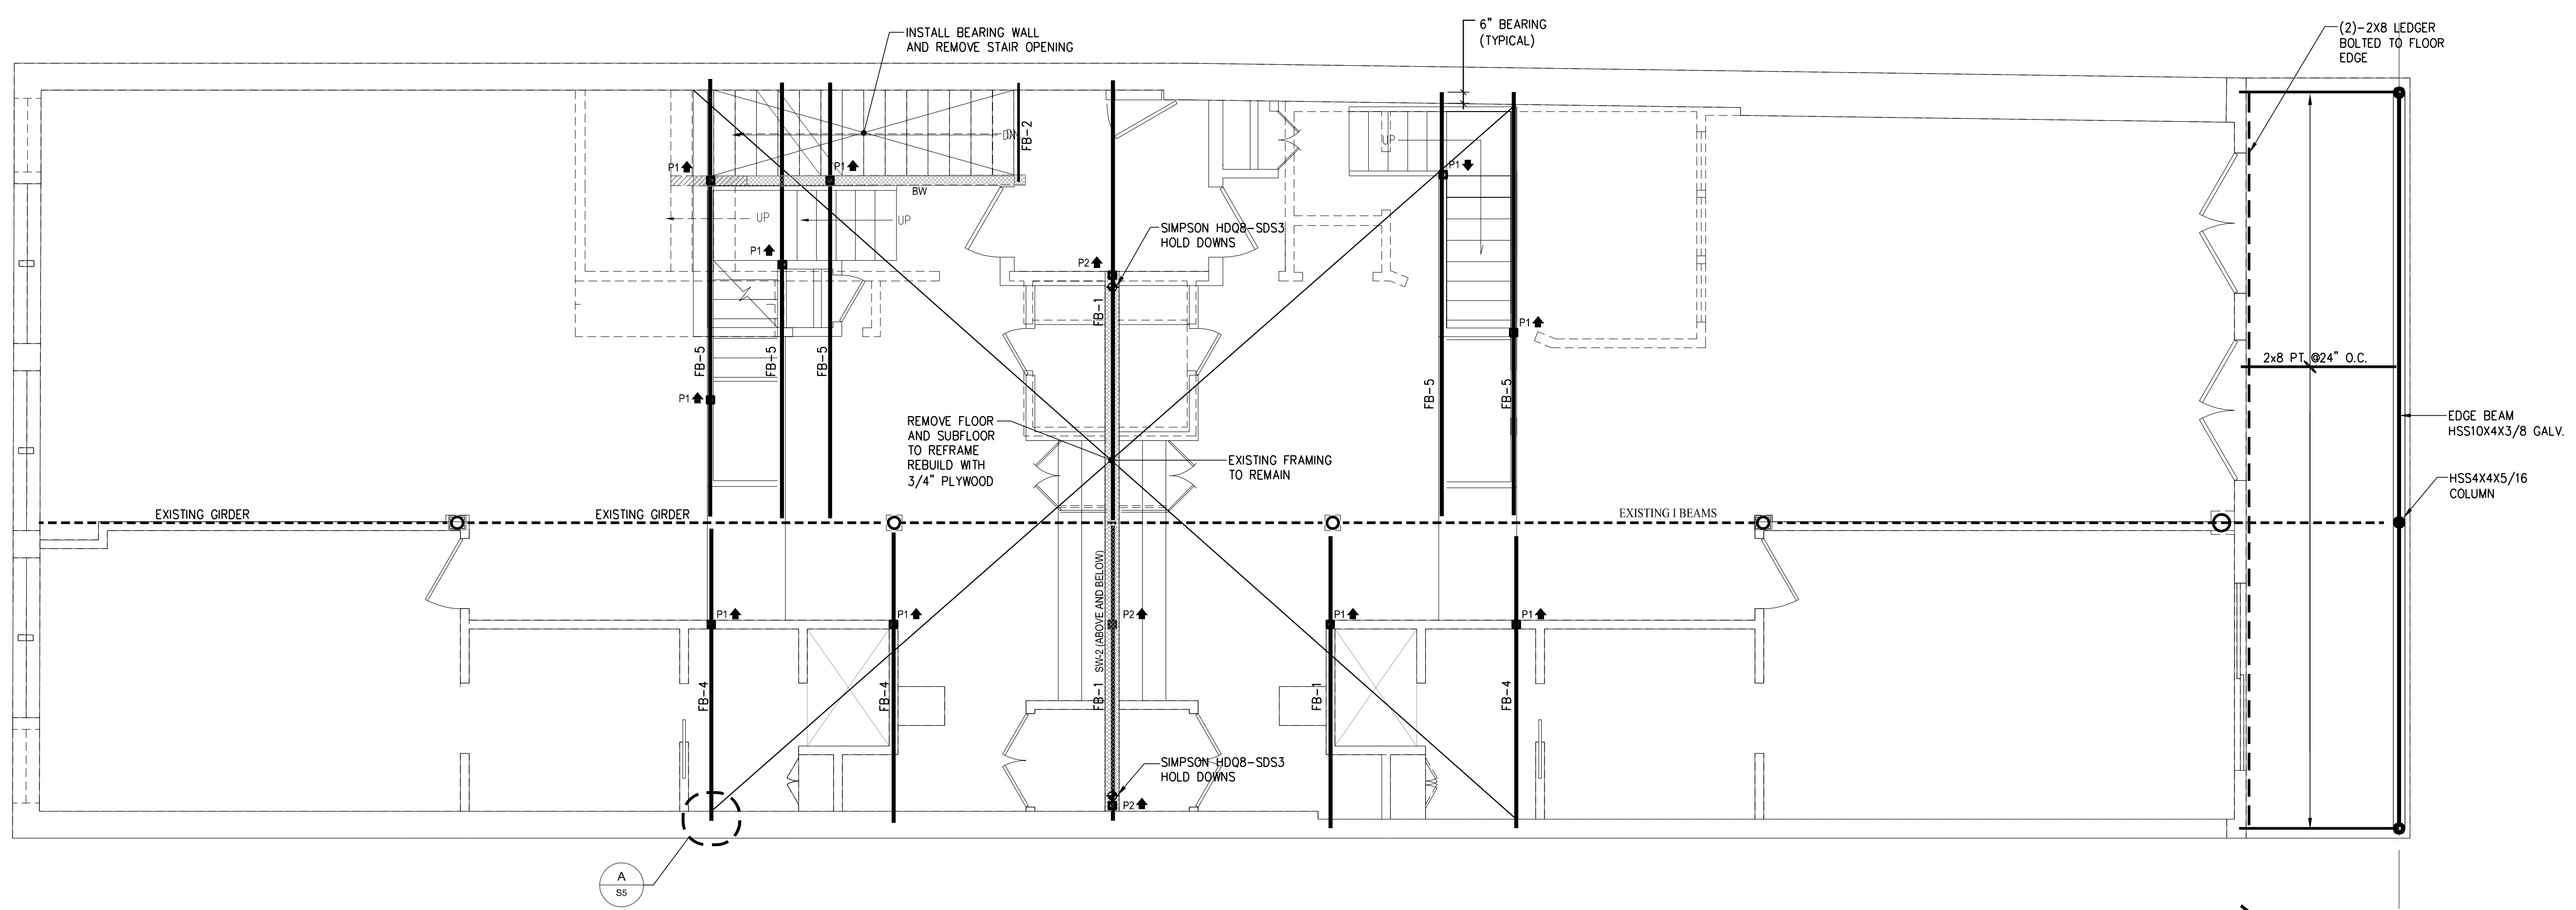 INSTALL BEARING WALL
AND REMOVE STAIR OPENING
6" BEARING
(TYPICAL)
(2)-2X8 LEDGER
BOLTED TO FLOOR
EDGE
FB-2
DN
UP
P1
P1
P1
BW
UP
UP
SIMPSON HDQ8-SDS3
HOLD DOWNS
P1
P2
FB-1
P1
FB-5
FB-5
FB-5
FB-5
FB-5
2x8 PT @24" O.C.
P1
REMOVE FLOOR
AND SUBFLOOR
TO REFRAME
REBUILD WITH
3/4" PLYWOOD
EXISTING FRAMING
TO REMAIN
EDGE BEAM
HSS10X4X3/8 GALV.
HSS4X4X5/16
COLUMN
EXISTING GIRDER
EXISTING GIRDER
EXISTING I BEAMS
SW-2 (ABOVE AND BELOW)
P1
P1
P2
P1
P1
FB-4
FB-4
FB-1
FB-1
FB-4
SIMPSON HDQ8-SDS3
HOLD DOWNS
P2
A
S5